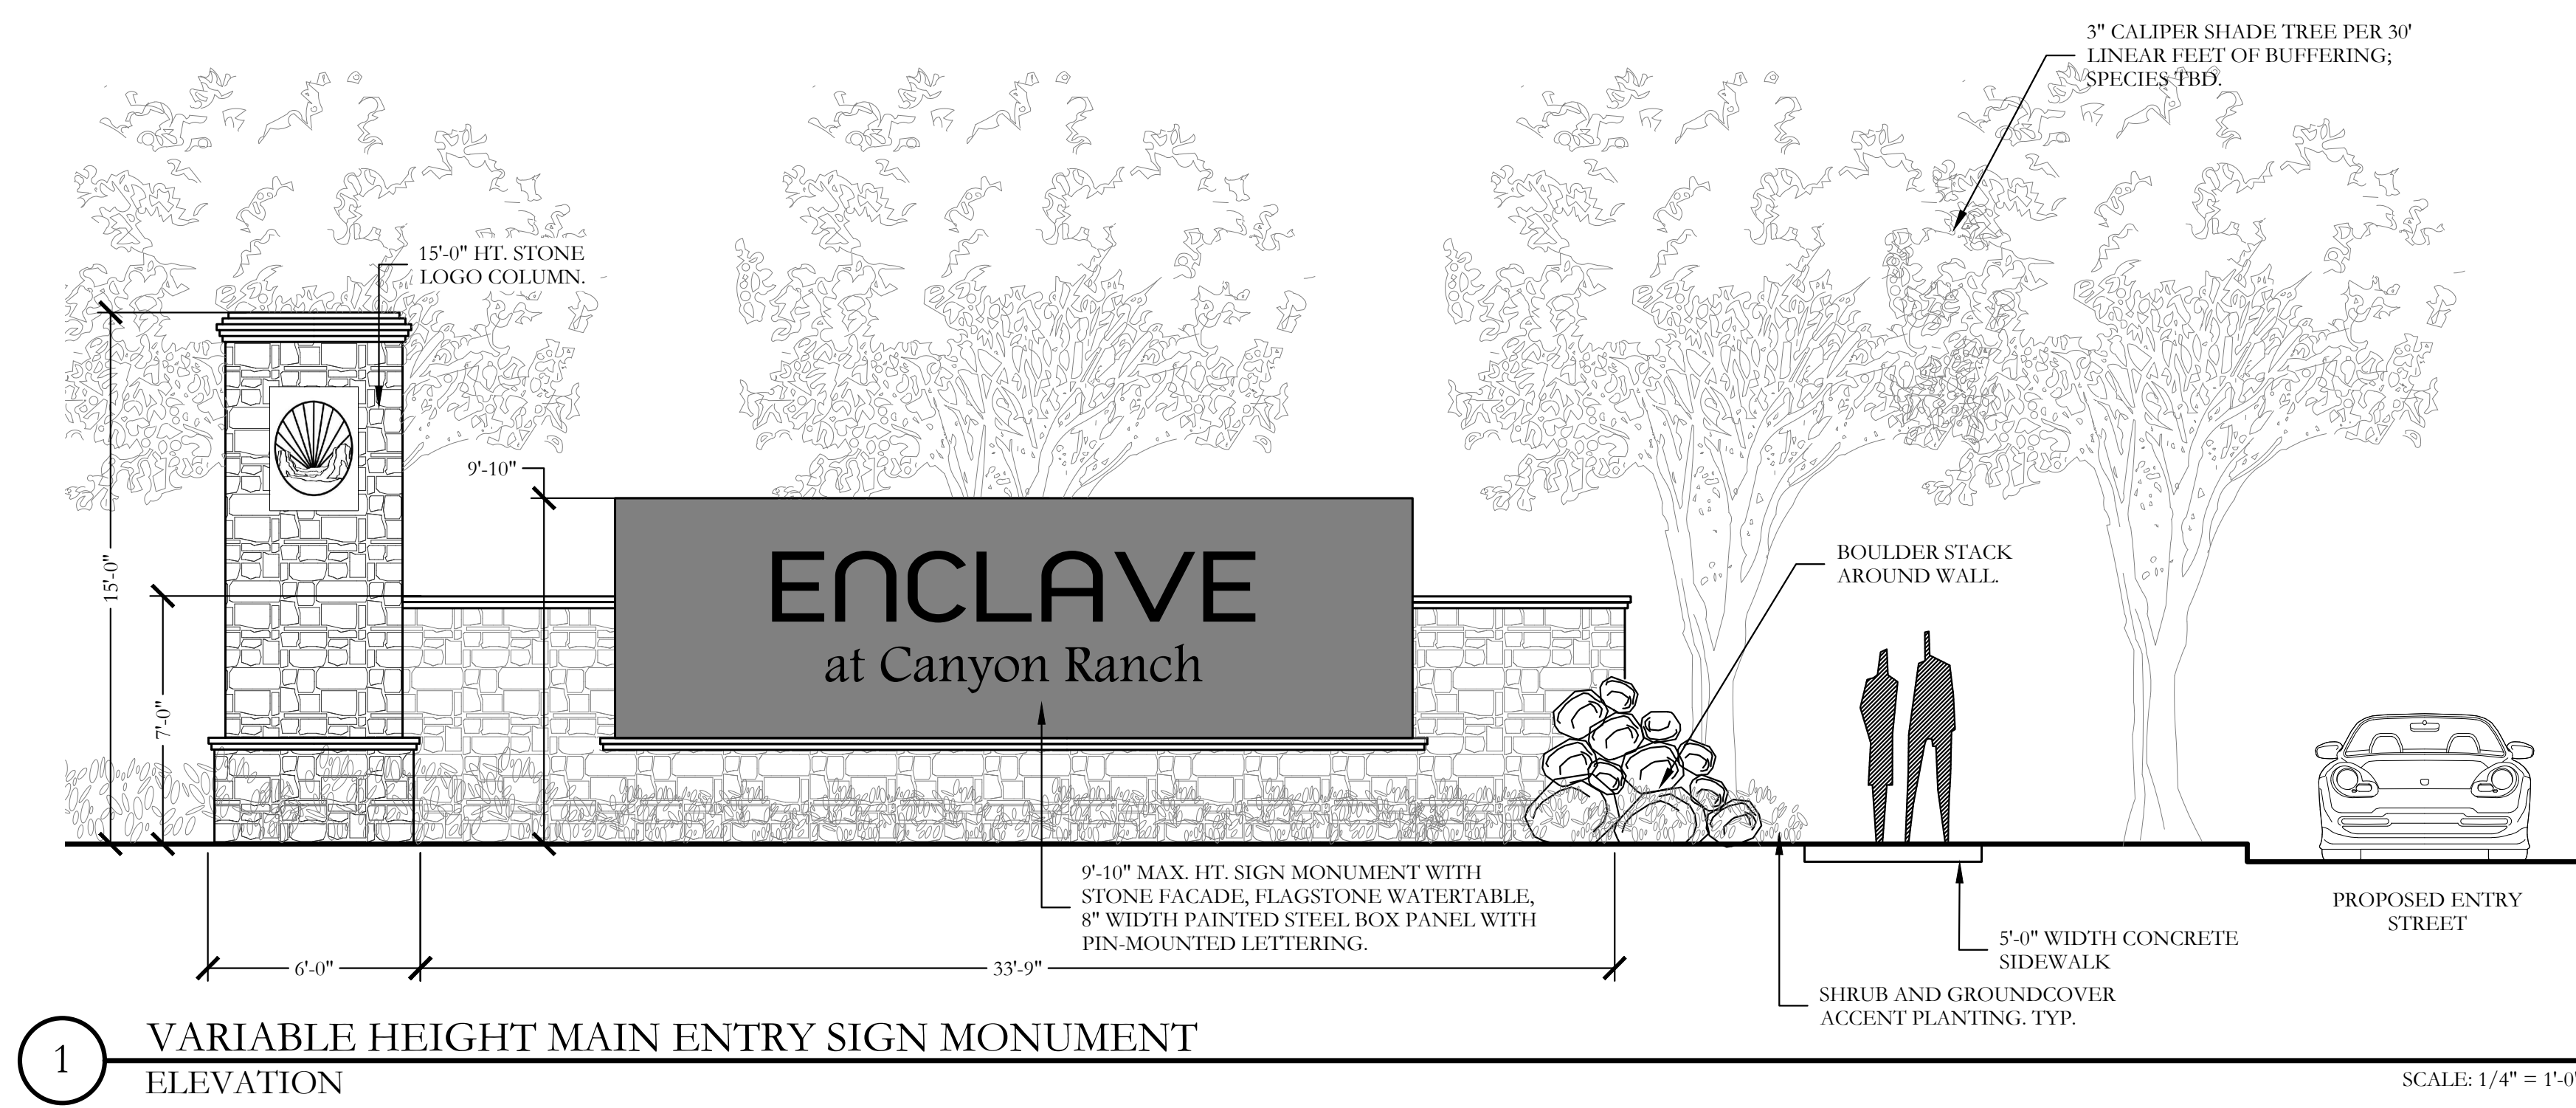 3" CALIPER SHADE TREE PER 30'
LINEAR FEET OF BUFFERING;
SPECIES TBD.
15'-0" HT. STONE
LOGO COLUMN.
9'-10"
15'-0"
7'-0"
ENCLAVE
at Canyon Ranch
BOULDER STACK
AROUND WALL.
9'-10" MAX. HT. SIGN MONUMENT WITH
STONE FACADE, FLAGSTONE WATERTABLE,
8" WIDTH PAINTED STEEL BOX PANEL WITH
PIN-MOUNTED LETTERING.
PROPOSED ENTRY
STREET
5'-0" WIDTH CONCRETE
SIDEWALK
6'-0"
33'-9"
SHRUB AND GROUNDCOVER
ACCENT PLANTING. TYP.
1
VARIABLE HEIGHT MAIN ENTRY SIGN MONUMENT
ELEVATION
SCALE: 1/4" = 1'-0"